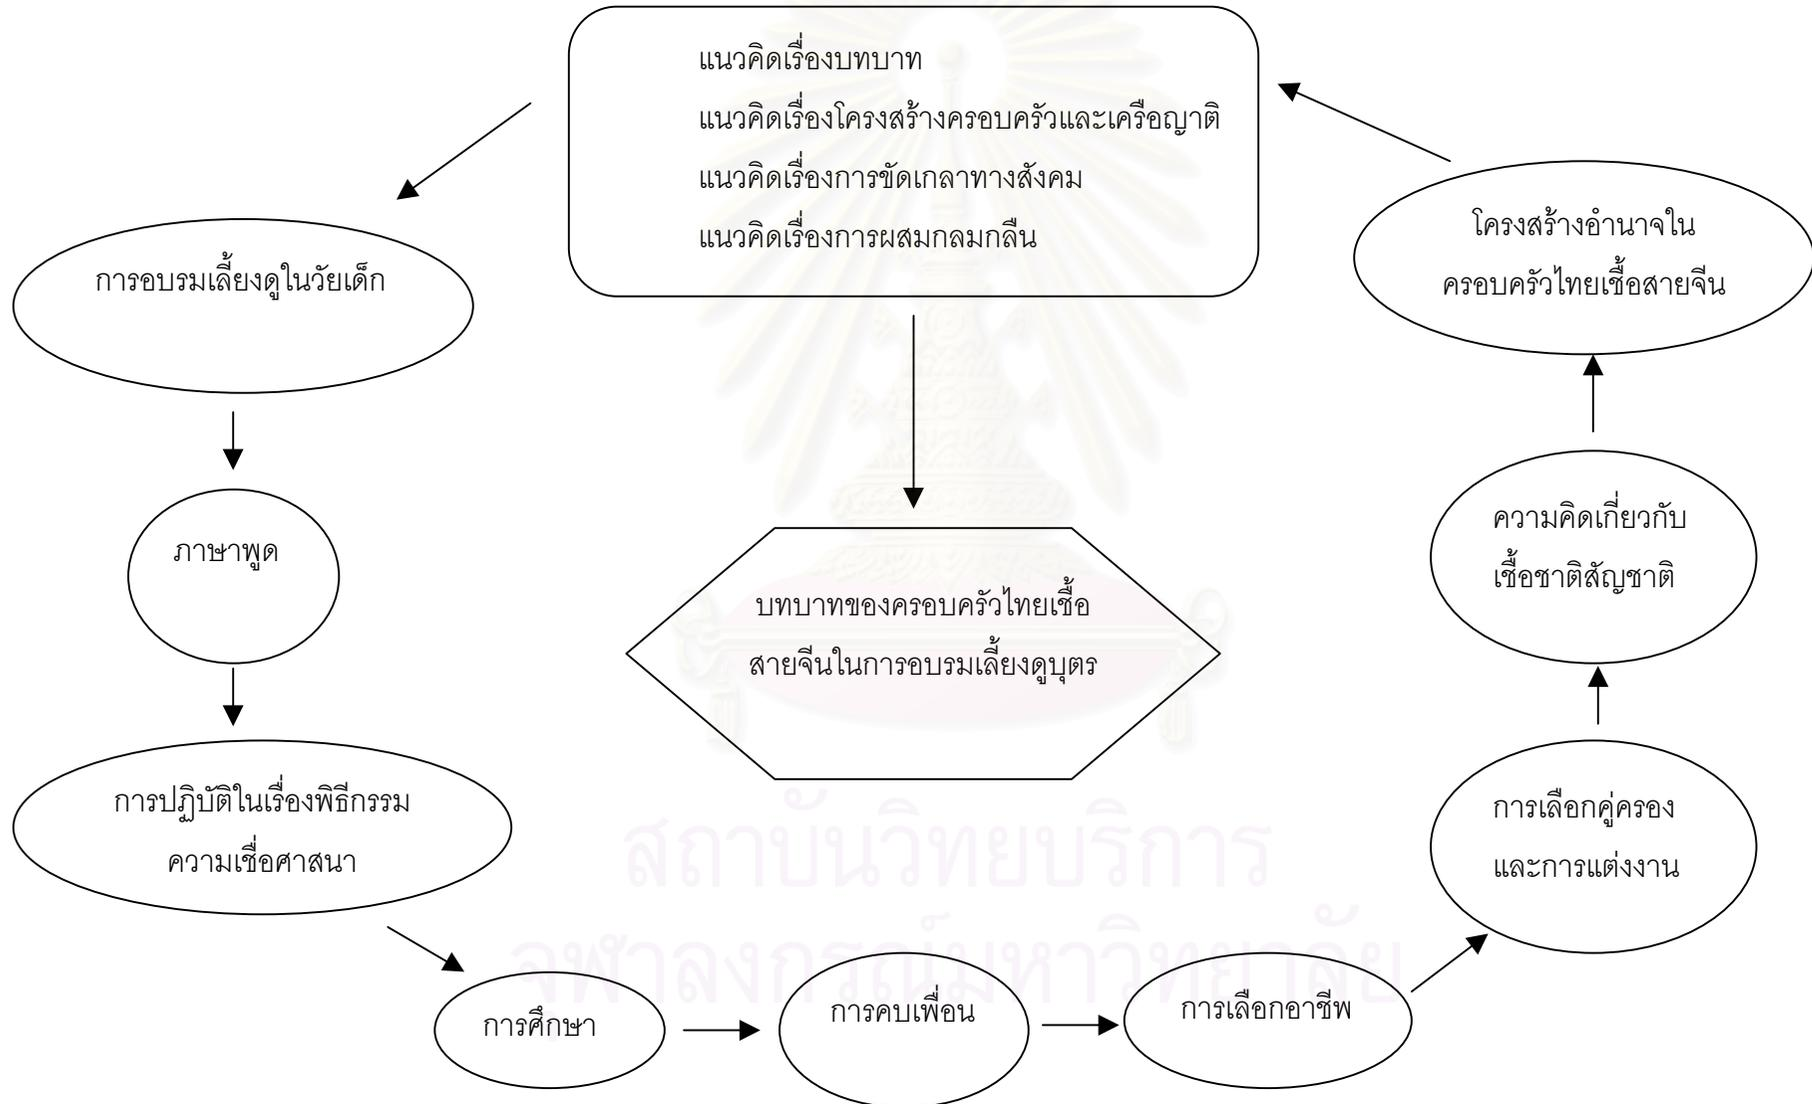 แนวคิดเรื่องบทบาท
แนวคิดเรื่องโครงสร้างครอบครัวและเครือญาติ
แนวคิดเรื่องการขัดเกลาทางสังคม
แนวคิดเรื่องการผสมกลมกลืน
การอบรมเลี้ยงดูในวัยเด็ก
ภาษาพูด
การปฏิบัติในเรื่องพิธีกรรม
ความเชื่อศาสนา
การศึกษา
การคบเพื่อน
การเลือกอาชีพ
การเลือกคู่ครอง
และการแต่งงาน
ความคิดเกี่ยวกับ
เชื้อชาติสัญชาติ
โครงสร้างอำนาจใน
ครอบครัวไทยเชื้อสายจีน
บทบาทของครอบครัวไทยเชื้อ
สายจีนในการอบรมเลี้ยงดูบุตร
สถาบันวิทยบริการ
จุฬาลงกรณ์มหาวิทยาลัย